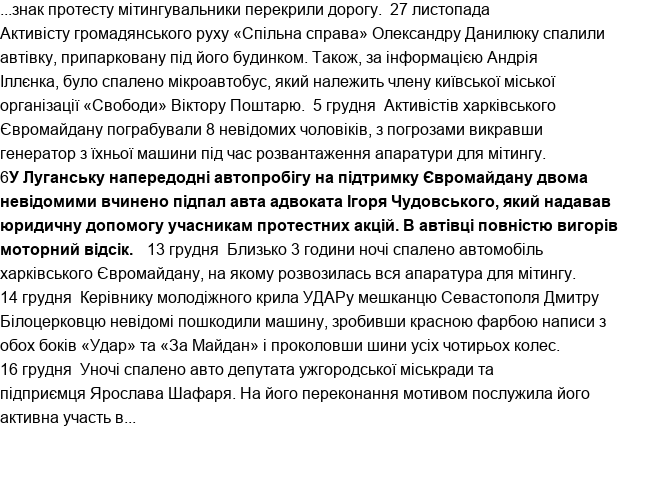 ...знак протесту мітингувальники перекрили дорогу.  27 листопада
Активісту громадянського руху «Спільна справа» Олександру Данилюку спалили
автівку, припарковану під його будинком. Також, за інформацією Андрія
Іллєнка, було спалено мікроавтобус, який належить члену київської міської
організації «Свободи» Віктору Поштарю.  5 грудня  Активістів харківського
Євромайдану пограбували 8 невідомих чоловіків, з погрозами викравши
генератор з їхньої машини під час розвантаження апаратури для мітингу.
6У Луганську напередодні автопробігу на підтримку Євромайдану двома
невідомими вчинено підпал авта адвоката Ігоря Чудовського, який надавав
юридичну допомогу учасникам протестних акцій. В автівці повністю вигорів
моторний відсік.   13 грудня  Близько 3 години ночі спалено автомобіль
харківського Євромайдану, на якому розвозилась вся апаратура для мітингу.
14 грудня  Керівнику молодіжного крила УДАРу мешканцю Севастополя Дмитру
Білоцерковцю невідомі пошкодили машину, зробивши красною фарбою написи з
обох боків «Удар» та «За Майдан» і проколовши шини усіх чотирьох колес.
16 грудня  Уночі спалено авто депутата ужгородської міськради та
підприємця Ярослава Шафаря. На його переконання мотивом послужила його
активна участь в...